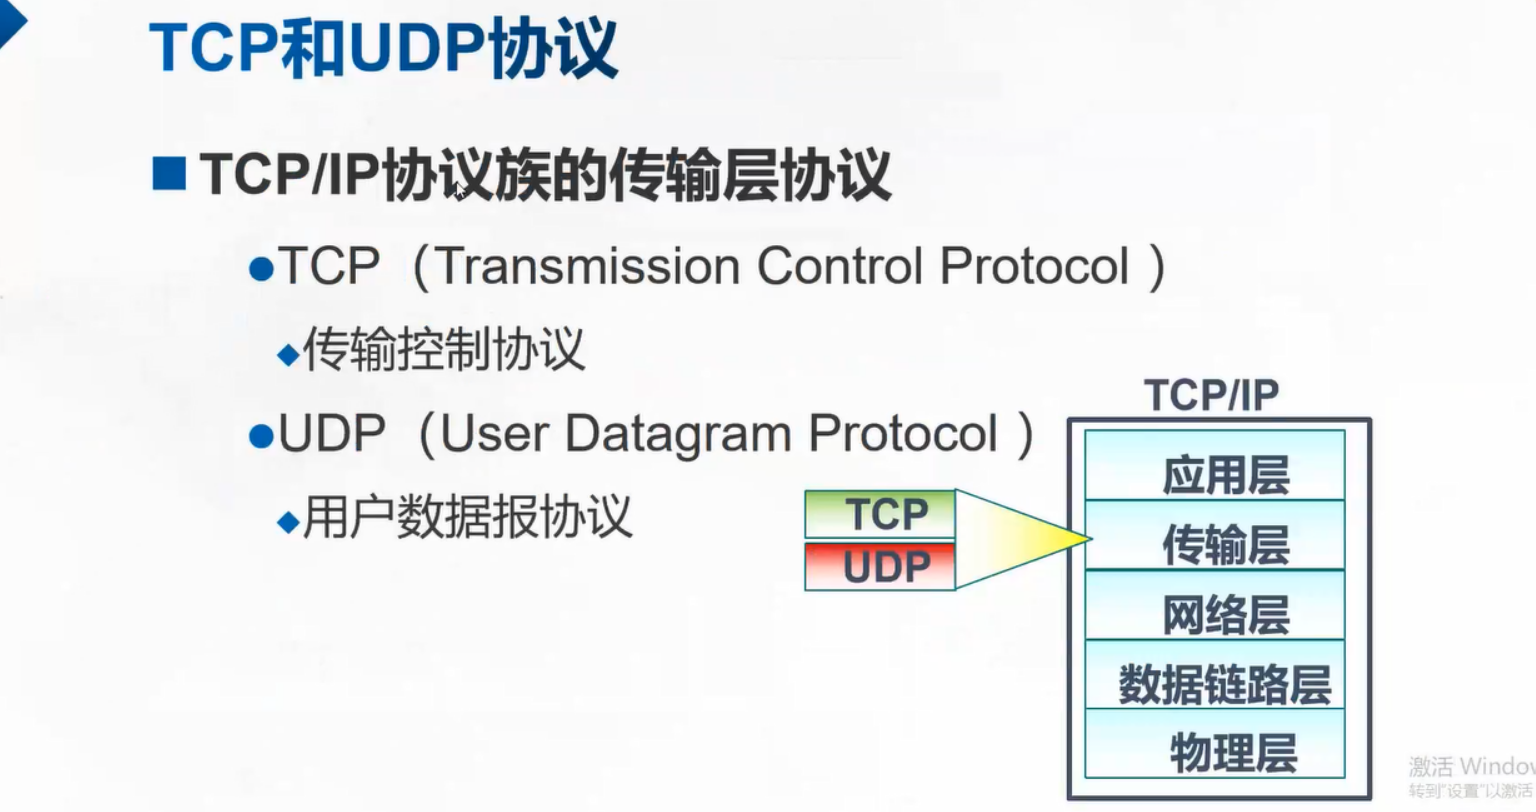 TCP和UDP协议
TCP/IP协议族的传输层协议
TCP（Transmission Control Protocol ）
传输控制协议
UDP（User Datagram Protocol ）
用户数据报协议
TCP
UDP
TCP/IP
应用层
传输层
网络层
数据链路层
物理层
激活 Window
转到"设置"以激活